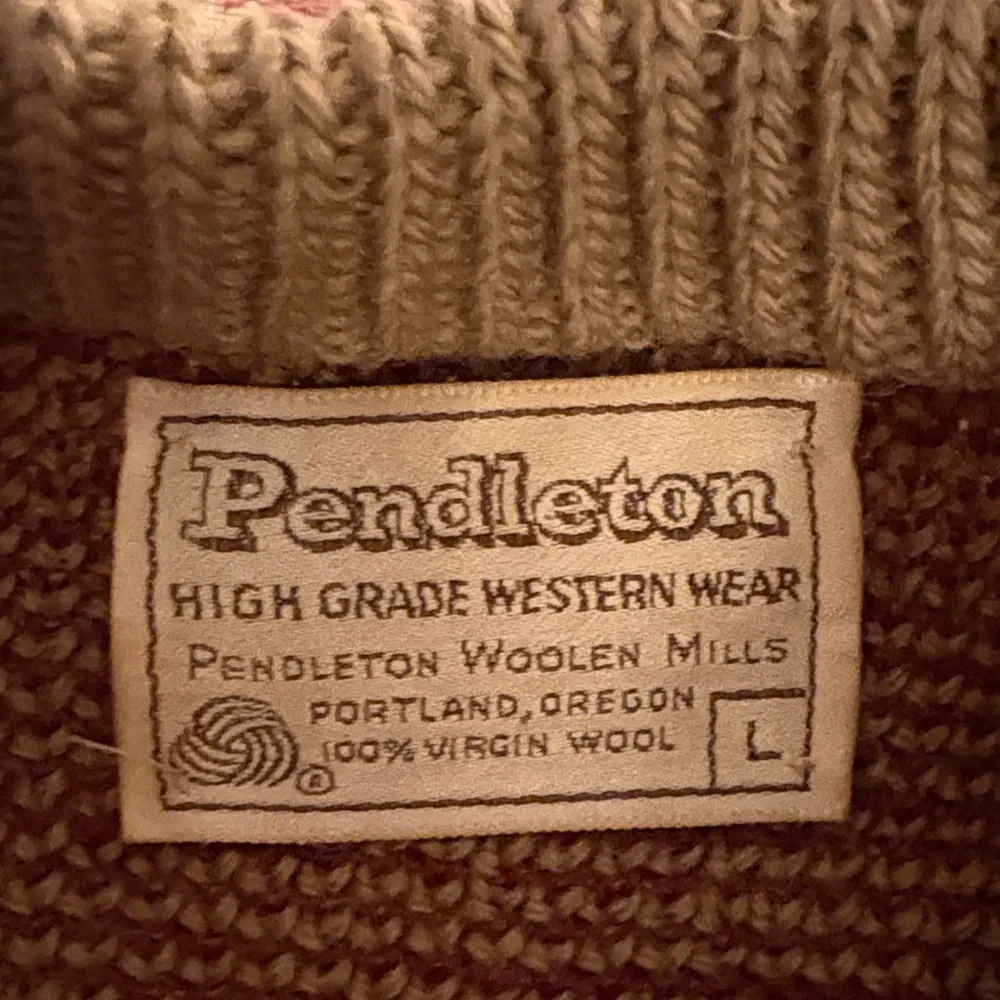 Pendleton
HIGH GRADE WESTERN WEAR
PENDLETON WOOLEN MILLS
PORTLAND, OREGON
100% VIRGIN WOOL
®
L